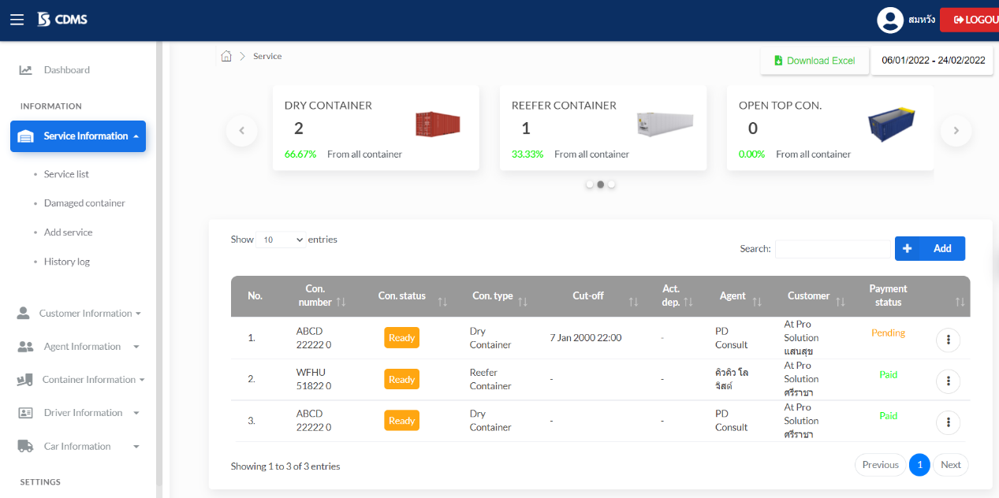 CDMS
สมหวัง
LOGOU
Dashboard
INFORMATION
Service Information
Service list
Damaged container
Add service
History log
Customer Information
Agent Information
Container Information
Driver Information
Car Information
SETTINGS
Service
Download Excel
06/01/2022 - 24/02/2022
DRY CONTAINER
2
66.67% From all container
REEFER CONTAINER
1
33.33% From all container
OPEN TOP CON.
0
0.00% From all container
Show 10 entries
Search:
Add
No. Con. number Con. status Con. type Cut-off Act. dep. Agent Customer Payment status
1. ABCD 22222 0 Ready Dry Container 7 Jan 2000 22:00 - PD Consult At Pro Solution แสนสุข Pending
2. WFHU 51822 0 Ready Reefer Container - - คิวคิว โลจิสต์ At Pro Solution ศรีราชา Paid
3. ABCD 22222 0 Ready Dry Container - - PD Consult At Pro Solution ศรีราชา Paid
Showing 1 to 3 of 3 entries
Previous 1 Next